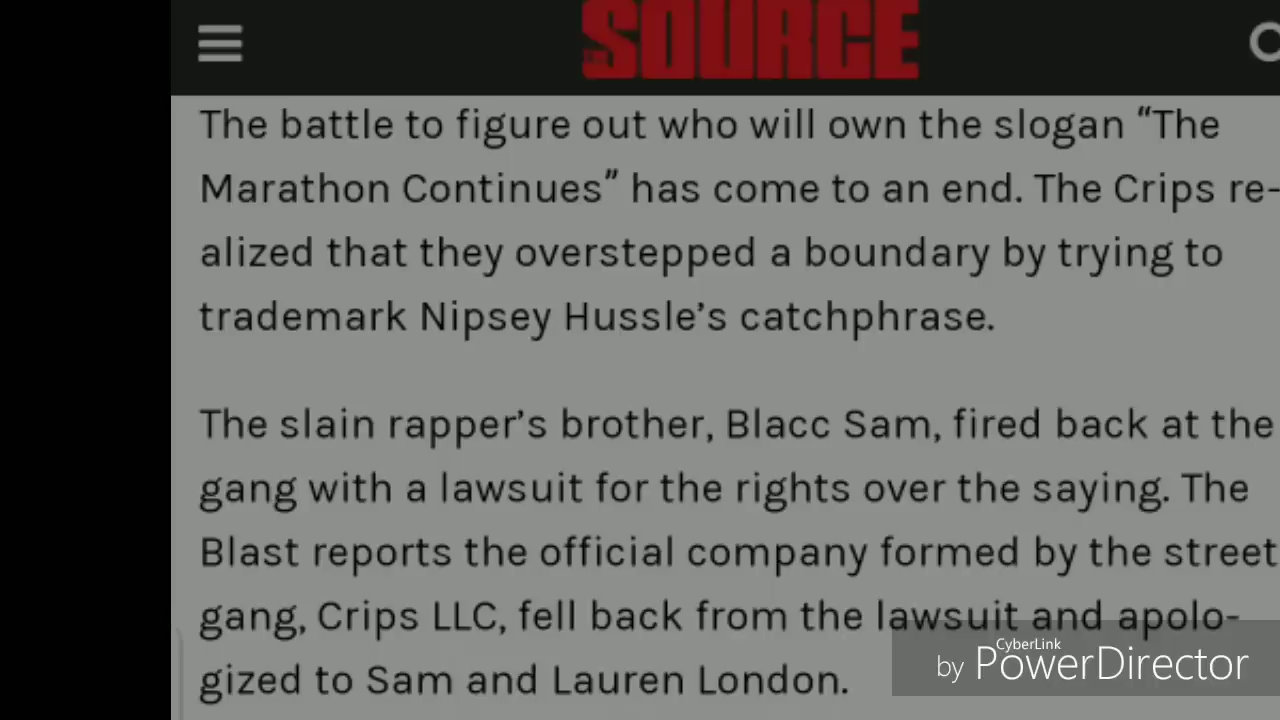 THE SOURCE
The battle to figure out who will own the slogan “The
Marathon Continues” has come to an end. The Crips re-
alized that they overstepped a boundary by trying to
trademark Nipsey Hussle’s catchphrase.
The slain rapper’s brother, Blacc Sam, fired back at the
gang with a lawsuit for the rights over the saying. The
Blast reports the official company formed by the street
gang, Crips LLC, fell back from the lawsuit and apolo-
gized to Sam and Lauren London.
CyberLink
by PowerDirector